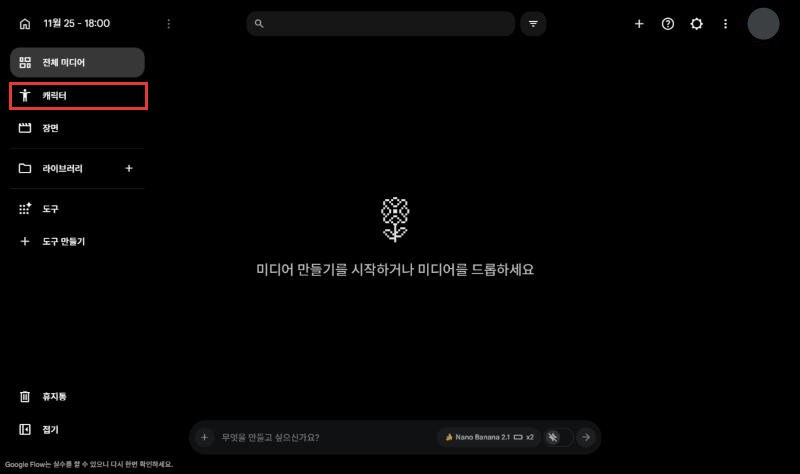 11월 25 - 18:00
전체 미디어
캐릭터
장면
라이브러리
도구
도구 만들기
미디어 만들기를 시작하거나 미디어를 드롭하세요
휴지통
접기
무엇을 만들고 싶으신가요?
Nano Banana 2.1 x2
Google Flow는 실수를 할 수 있으니 다시 한번 확인하세요.